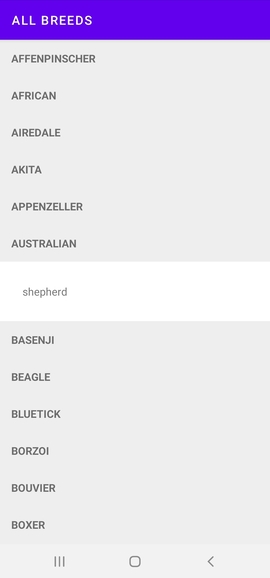 ALL BREEDS
AFFENPINSCHER
AFRICAN
AIREDALE
AKITA
APPENZELLER
AUSTRALIAN
shepherd
BASENJI
BEAGLE
BLUETICK
BORZOI
BOUVIER
BOXER